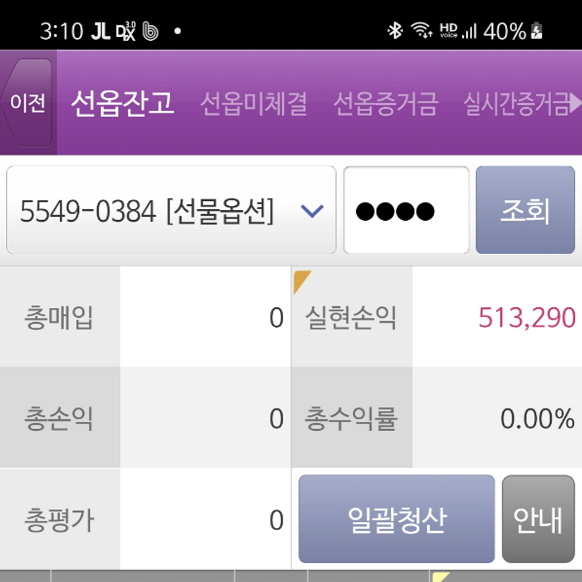 3:10 HD voice 40%
이전 선옵잔고 선옵미체결 선옵증거금 실시간증거금
5549-0384 [선물옵션] ●●●● 조회
총매입 0 실현손익 513,290
총손익 0 총수익률 0.00%
총평가 0 일괄청산 안내